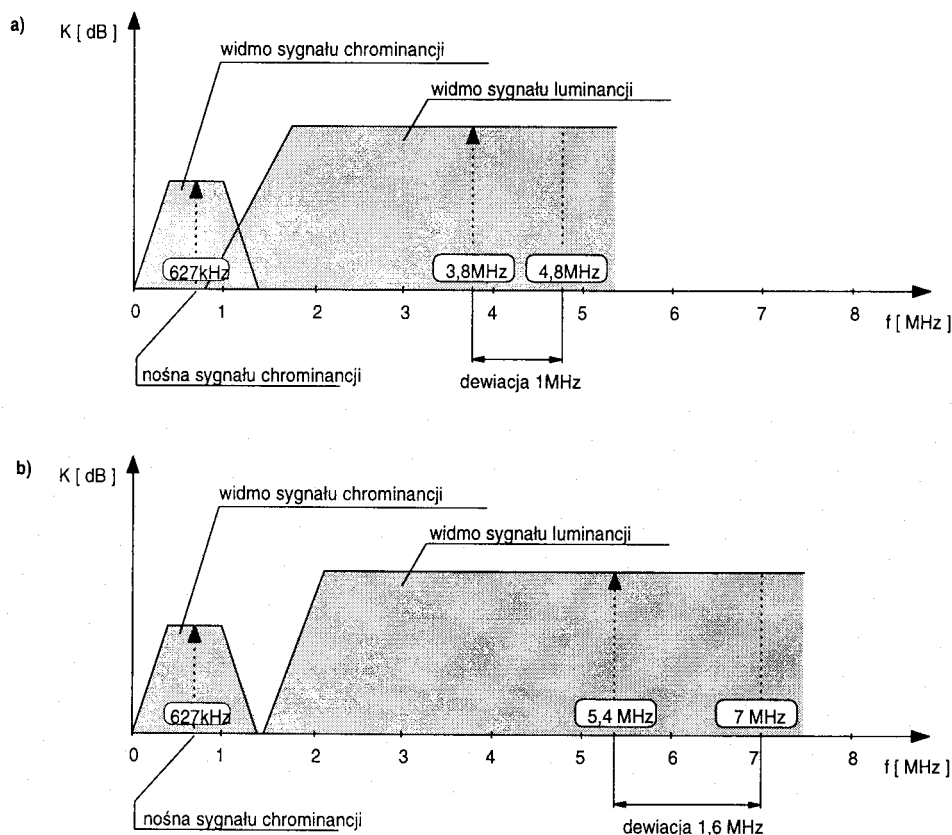 a)
K [ dB ]
widmo sygnału chrominancji
widmo sygnału luminancji
627kHz
3,8MHz
4,8MHz
0 1 2 3 4 5 6 7 8
f [ MHz ]
nośna sygnału chrominancji
dewiacja 1MHz
b)
K [ dB ]
widmo sygnału chrominancji
widmo sygnału luminancji
627kHz
5,4 MHz
7 MHz
0 1 2 3 4 5 6 7 8
f [ MHz ]
nośna sygnału chrominancji
dewiacja 1,6 MHz